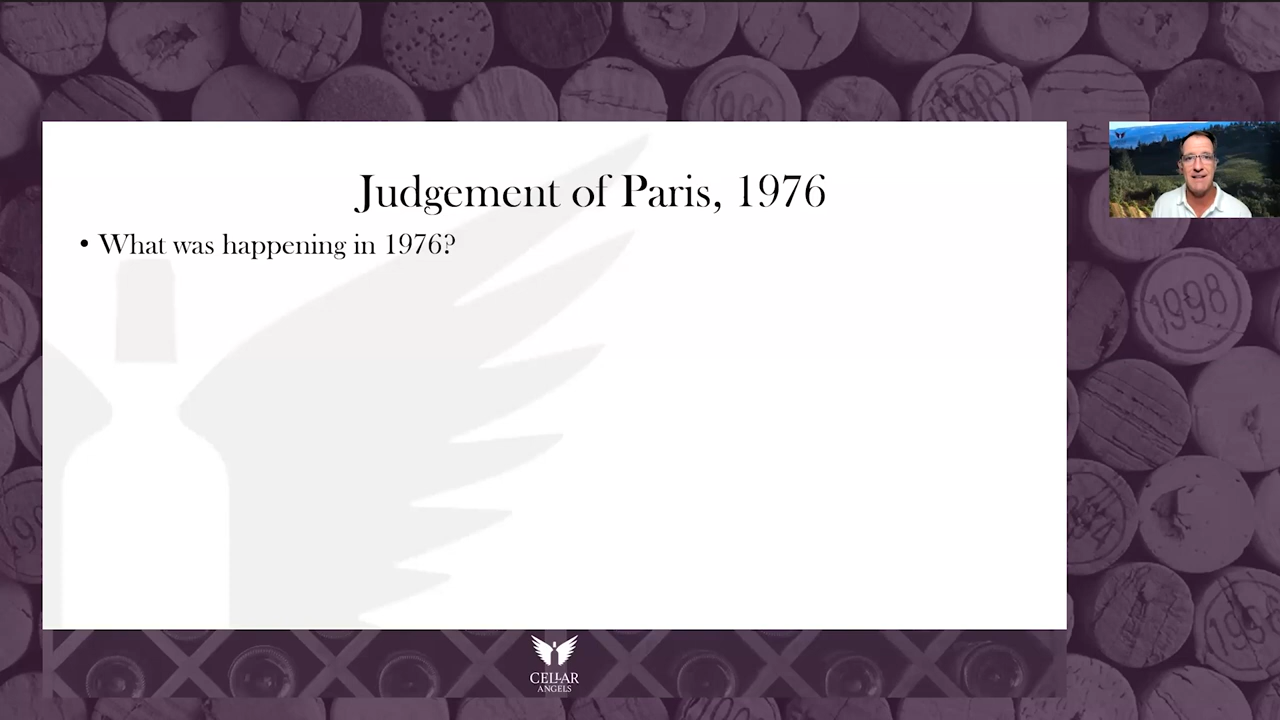 Judgement of Paris, 1976
• What was happening in 1976?
1998
CELLAR
ANGELS